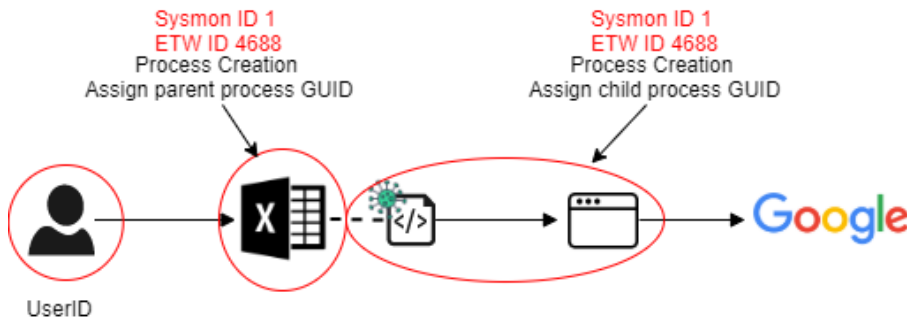 Sysmon ID 1
ETW ID 4688
Process Creation
Assign parent process GUID
Sysmon ID 1
ETW ID 4688
Process Creation
Assign child process GUID
X
</>
Google
UserID